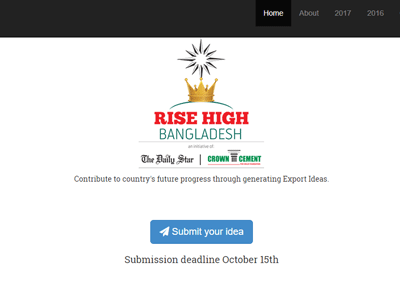 Home About 2017 2016
RISE HIGH
BANGLADESH
an initiative of
The Daily Star | CROWN CEMENT
Contribute to country's future progress through generating Export Ideas.
Submit your idea
Submission deadline October 15th